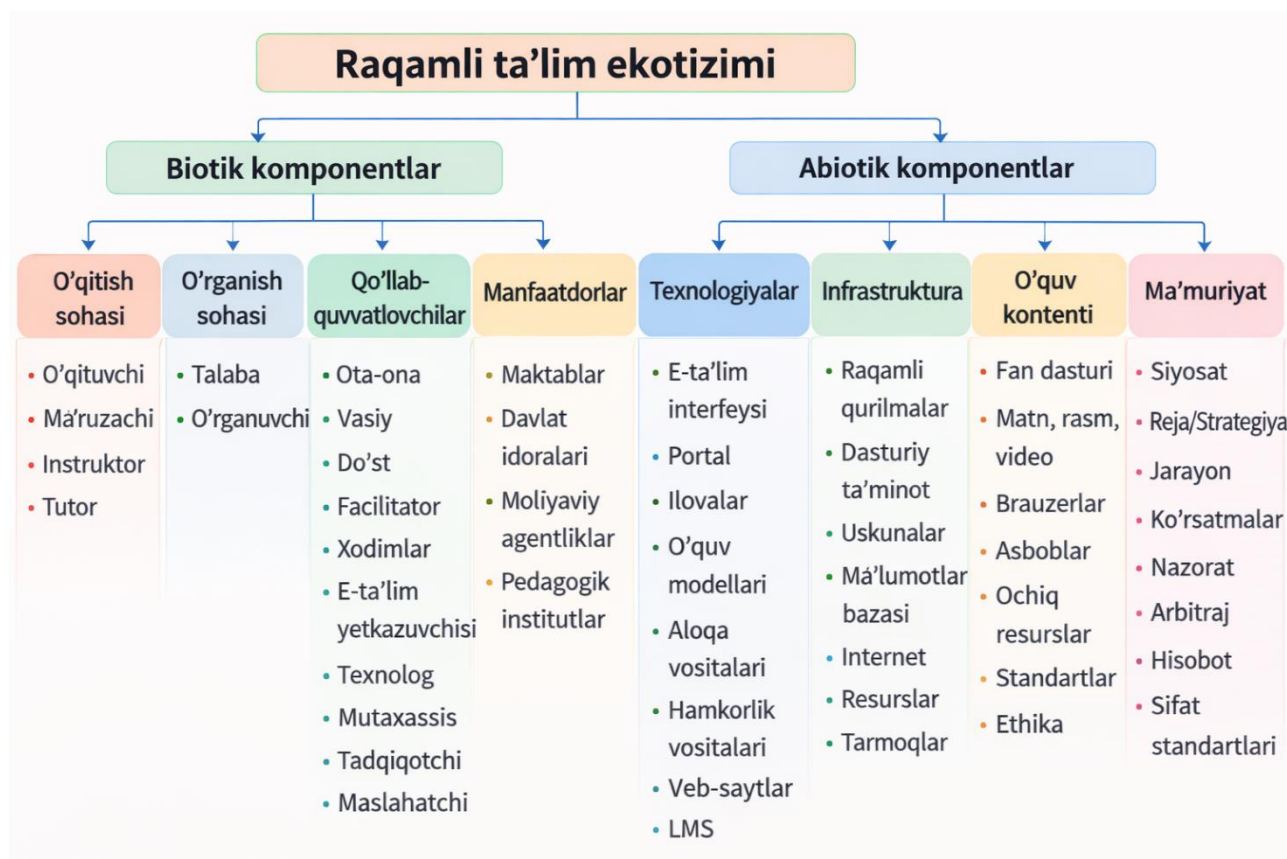 Raqamli ta’lim ekotizimi
Biotik komponentlar
Abiotik komponentlar
O’qitish
sohasi
• O’qituvchi
• Má’ruzachi
• Instruktor
• Tutor
O’rganish
sohasi
• Talaba
• O’rganuvchi
Qo’llab-
quvvatlovchilar
• Ota-ona
• Vasiy
• Do’st
• Facilitator
• Xodimlar
• E-ta’lim
yetkazuvchisi
• Texnolog
• Mutaxassis
• Tadqiqotchi
• Maslahatchi
Manfaatdorlar
• Maktablar
• Davlat
idoralari
• Moliyaviy
agentliklar
• Pedagogik
institutlar
Texnologiyalar
• E-ta’lim
interfeysi
• Portal
• Ilovalar
• O’quv
modellari
• Aloqa
vositalari
• Hamkorlik
vositalari
• Veb-saytlar
• LMS
Infrastruktura
• Raqamli
qurilmalar
• Dasturiy
ta’minot
• Uskunalar
• Má’lumotlar
bazasi
• Internet
• Resurslar
• Tarmoqlar
O’quv
kontenti
• Fan dasturi
• Matn, rasm,
video
• Brauzerlar
• Asboblar
• Ochiq
resurslar
• Standartlar
• Ethika
Ma’muriyat
• Siyosat
• Reja/Strategiya
• Jarayon
• Ko’rsatmalar
• Nazorat
• Arbitraj
• Hisobot
• Sifat
standartlari